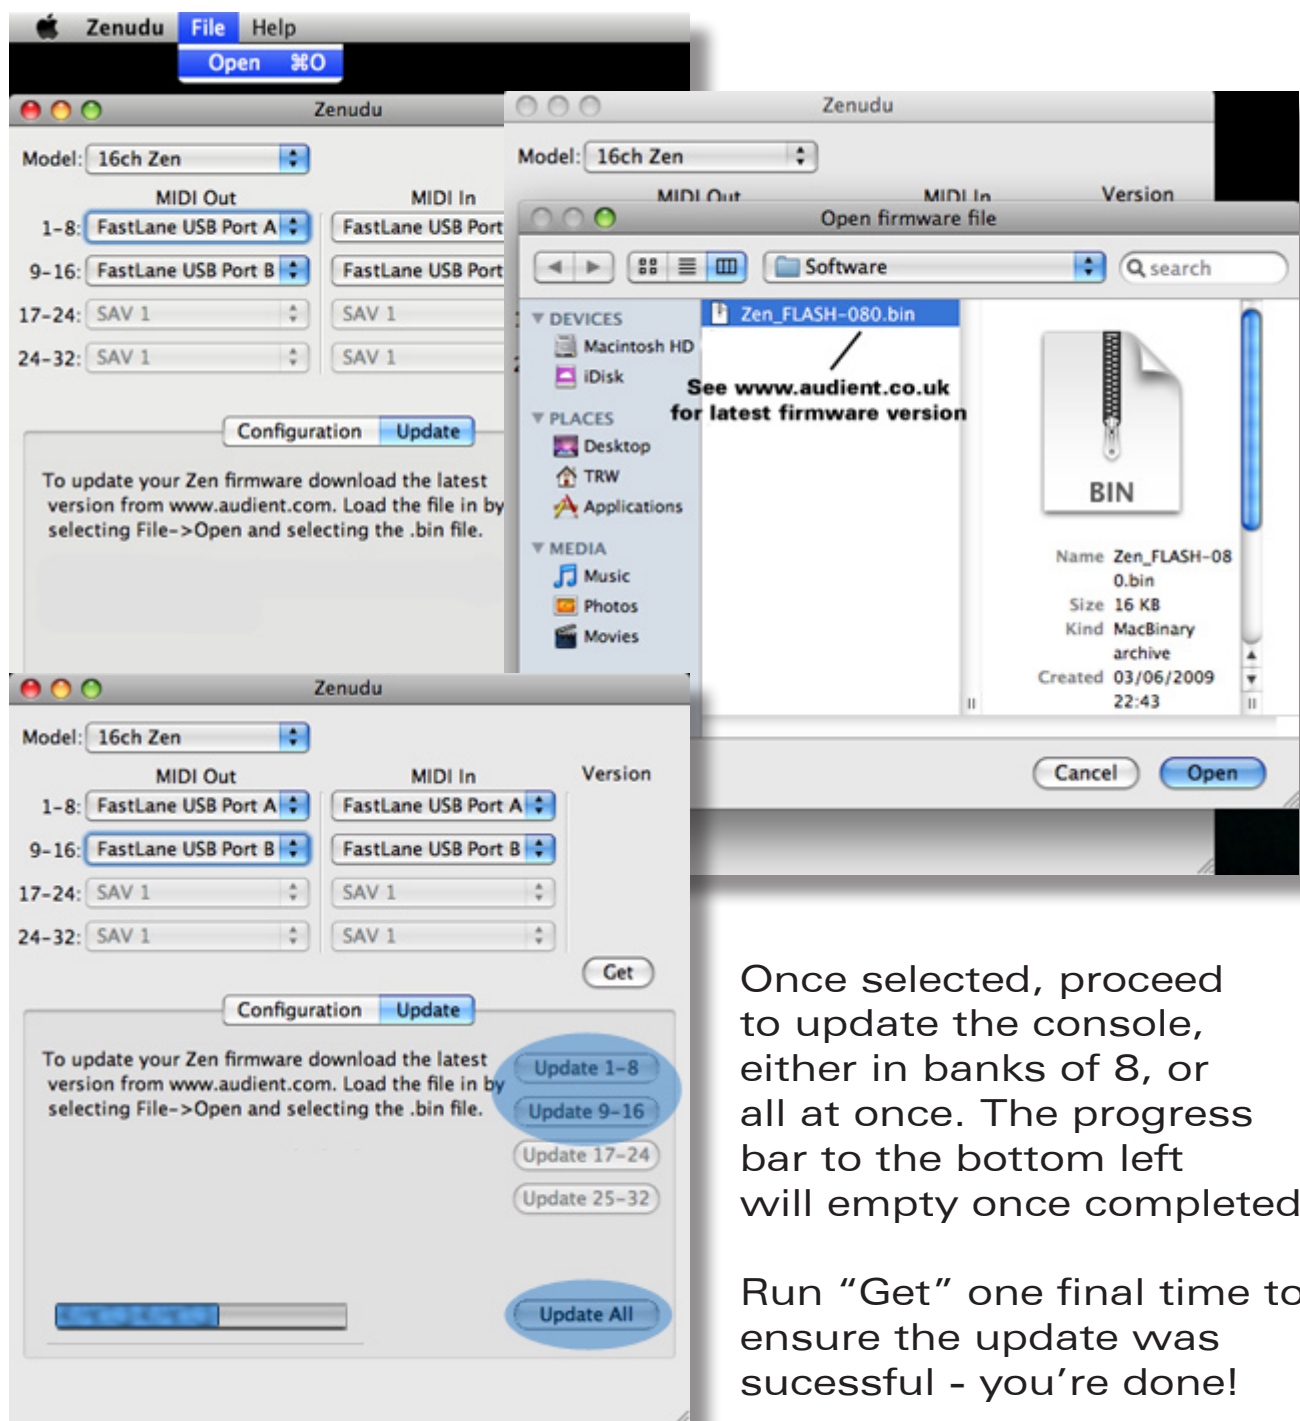 Zenudu File Help
Open ⌘O
Zenudu
Model: 16ch Zen
MIDI Out MIDI In
1-8: FastLane USB Port A FastLane USB Port
9-16: FastLane USB Port B FastLane USB Port
17-24: SAV 1 SAV 1
24-32: SAV 1 SAV 1
Configuration Update
To update your Zen firmware download the latest
version from www.audient.com. Load the file in by
selecting File->Open and selecting the .bin file.
Zenudu
Model: 16ch Zen
MIDI Out MIDI In Version
Open firmware file
Software
search
DEVICES
Macintosh HD
iDisk
PLACES
Desktop
TRW
Applications
MEDIA
Music
Photos
Movies
Zen_FLASH-080.bin
See www.audient.co.uk
for latest firmware version
BIN
Name Zen_FLASH-08
0.bin
Size 16 KB
Kind MacBinary
archive
Created 03/06/2009
22:43
Cancel Open
Zenudu
Model: 16ch Zen
MIDI Out MIDI In Version
1-8: FastLane USB Port A FastLane USB Port A
9-16: FastLane USB Port B FastLane USB Port B
17-24: SAV 1 SAV 1
24-32: SAV 1 SAV 1
Get
Configuration Update
To update your Zen firmware download the latest
version from www.audient.com. Load the file in by
selecting File->Open and selecting the .bin file.
Update 1-8
Update 9-16
Update 17-24
Update 25-32
Update All
Once selected, proceed
to update the console,
either in banks of 8, or
all at once. The progress
bar to the bottom left
will empty once completed
Run “Get” one final time to
ensure the update was
sucessful - you’re done!